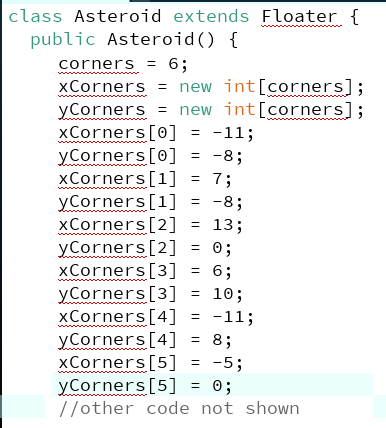 class Asteroid extends Floater {
public Asteroid() {
corners = 6;
xCorners = new int[corners];
yCorners = new int[corners];
xCorners[0] = -11;
yCorners[0] = -8;
xCorners[1] = 7;
yCorners[1] = -8;
xCorners[2] = 13;
yCorners[2] = 0;
xCorners[3] = 6;
yCorners[3] = 10;
xCorners[4] = -11;
yCorners[4] = 8;
xCorners[5] = -5;
yCorners[5] = 0;
//other code not shown